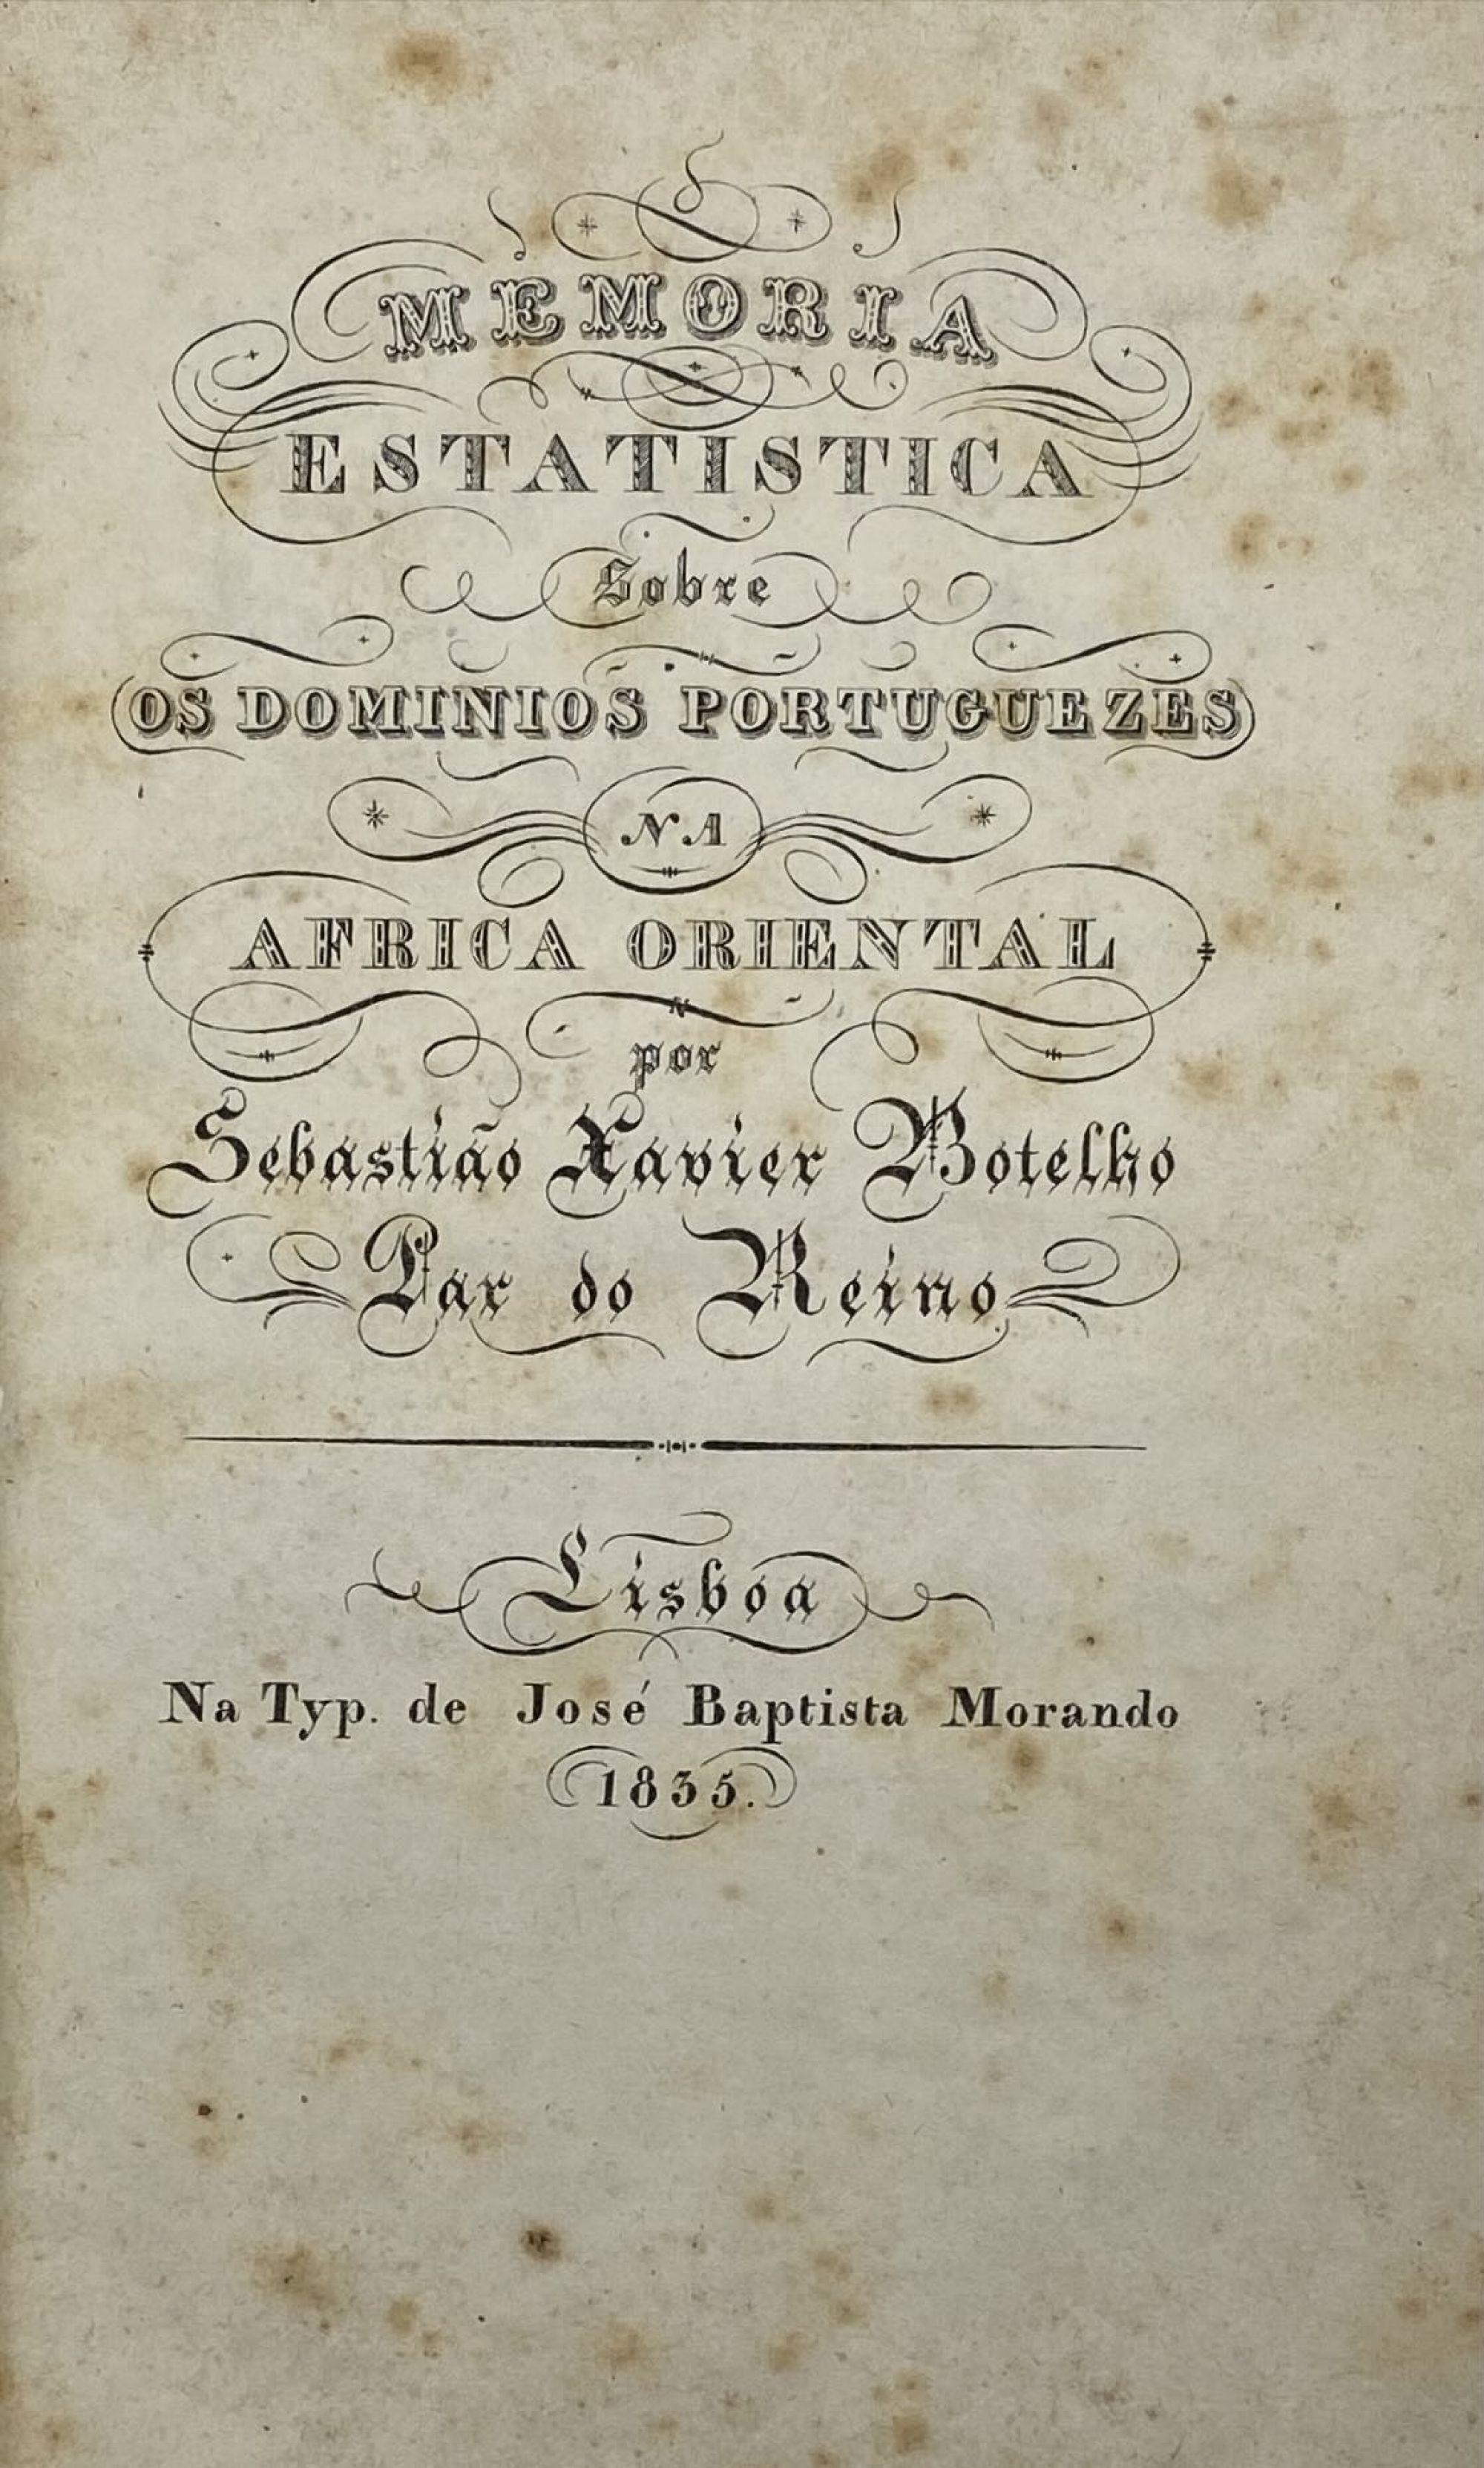 MEMORIA
ESTATISTICA
Sobre
OS DOMINIOS PORTUGUEZES
NA
AFRICA ORIENTAL
por
Sebastião Xavier Botelho
Par do Reino
Lisboa
Na Typ. de José Baptista Morando
1835.